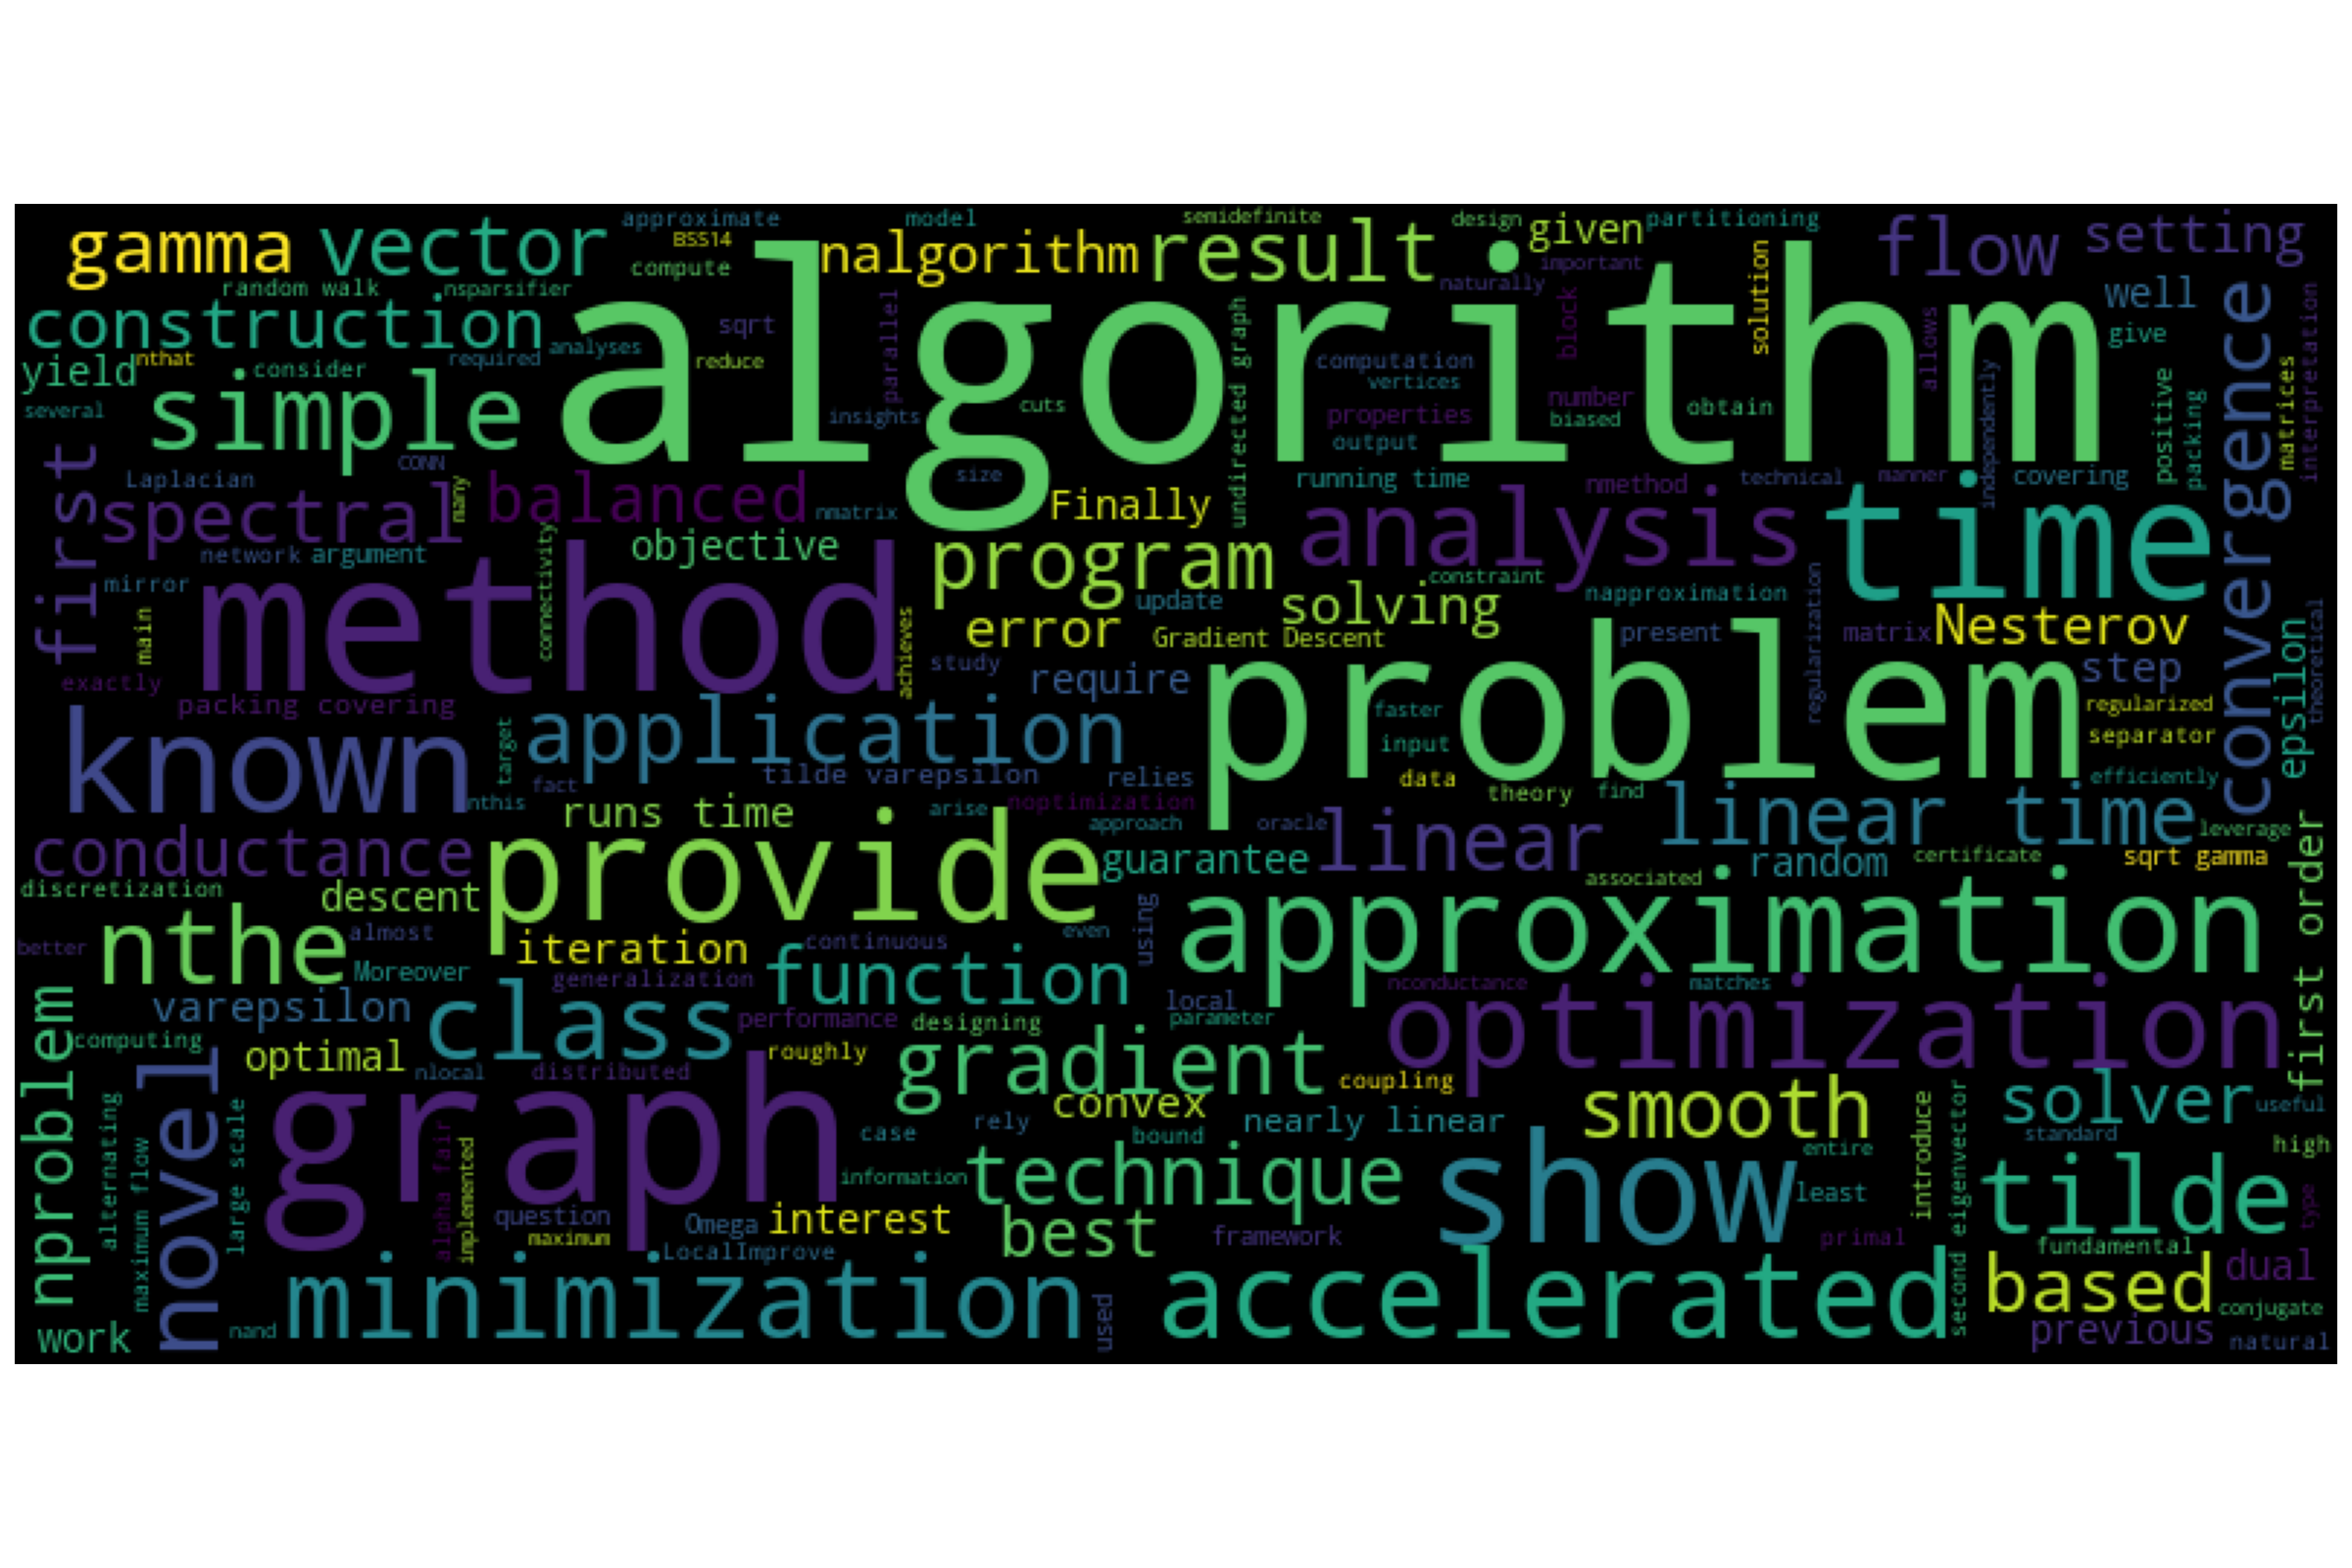 approximate
model
semidefinite
design
given
partitioning
gamma
vector
BSS14
compute
nalgorithm
result
important
flow
setting
random walk
nsparsifier
naturally
solution
well
construction
sqrt
parallel
algorithm
undirected graph
block
allows
give
convergence
interpretation
yield
nthat
consider
required
analyses
reduce
computation
vertices
number
obtain
independently
positive
packing
matrices
several
simple
insights
cuts
properties
biased
output
first
Laplacian
CONN
many
size
running time
nmethod
technical
manner
covering
spectral
balanced
nmatrix
Finally
analysis
time
network
argument
connectivity
objective
program
constraint
mirror
method
update
solving
napproximation
regularization
main
achieves
error
Gradient Descent
present
matrix
Nesterov
exactly
study
require
step
epsilon
theoretical
packing covering
target
application
faster
problem
regularized
known
input
separator
fact
tilde varepsilon
relies
data
efficiently
nthis
runs time
arise
noptimization
theory
find
linear time
approach
oracle
linear
leverage
conductance
provide
guarantee
random
certificate
sqrt gamma
discretization
descent
associated
first order
better
nthe
almost
iteration
continuous
even
using
approximation
Moreover
generalization
function
nconductance
matches
nproblem
varepsilon
class
local
optimization
computing
performance
designing
parameter
novel
optimal
nlocal
distributed
roughly
gradient
coupling
alternating
large scale
graph
convex
smooth
solver
useful
maximum flow
alpha fair
implemented
case
rely
bound
nearly linear
introduce
second eigenvector
standard
entire
high
information
technique
show
least
tilde
type
question
Omega
interest
best
framework
primal
maximum
LocalImprove
fundamental
dual
work
nand
minimization
used
accelerated
based
conjugate
previous
natural